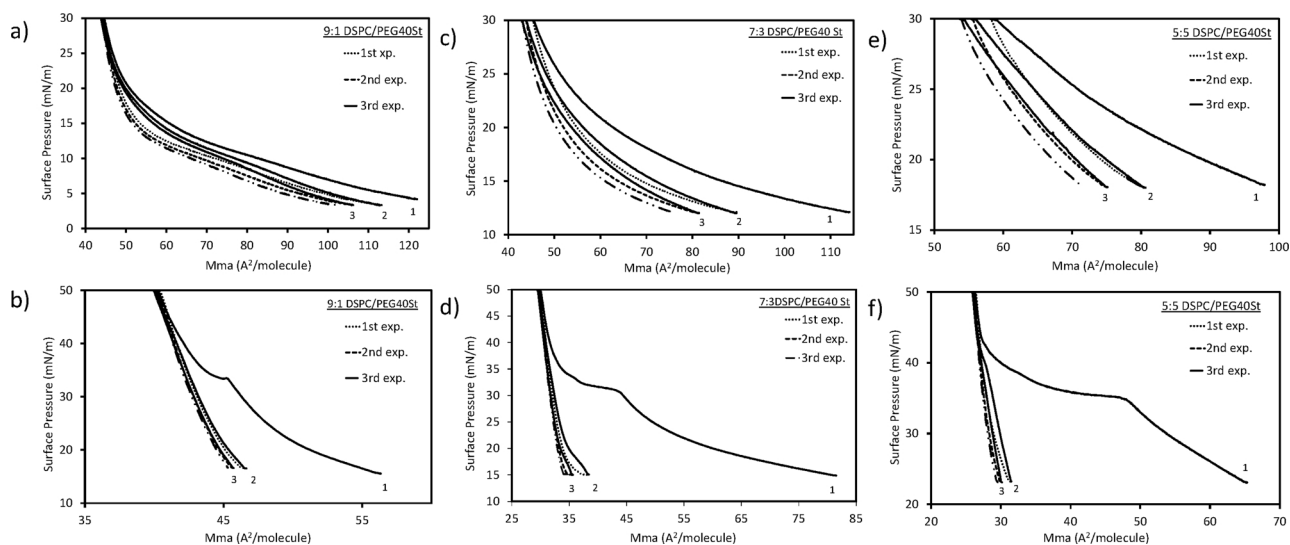 a)
9:1 DSPC/PEG40St
1st xp.
2nd exp.
3rd exp.
Surface Pressure (mN/m)
30
25
20
15
10
5
0
1
2
3
40 50 60 70 80 90 100 110 120
Mma (A²/molecule)
c)
7:3 DSPC/PEG40St
1st exp.
2nd exp.
3rd exp.
Surface Pressure (mN/m)
30
25
20
15
10
1
2
3
40 50 60 70 80 90 100 110
Mma (A²/molecule)
e)
5:5 DSPC/PEG40St
1st exp.
2nd exp.
3rd exp.
Surface Pressure (mN/m)
30
25
20
15
1
2
3
50 60 70 80 90 100
Mma (A²/molecule)
b)
9:1 DSPC/PEG40St
1st exp.
2nd exp.
3rd exp.
Surface Pressure (mN/m)
50
40
30
20
10
3 2 1
35 45 55
Mma (A²/molecule)
d)
7:3DSPC/PEG40 St
1st exp.
2nd exp.
3rd exp.
Surface Pressure (mN/m)
50
45
40
35
30
25
20
15
10
3 2 1
25 35 45 55 65 75 85
Mma (A²/molecule)
f)
5:5 DSPC/PEG40St
1st exp.
2nd exp.
3rd exp.
Surface Pressure (mN/m)
50
40
30
20
1
3 2
20 30 40 50 60 70
Mma (A²/molecule)